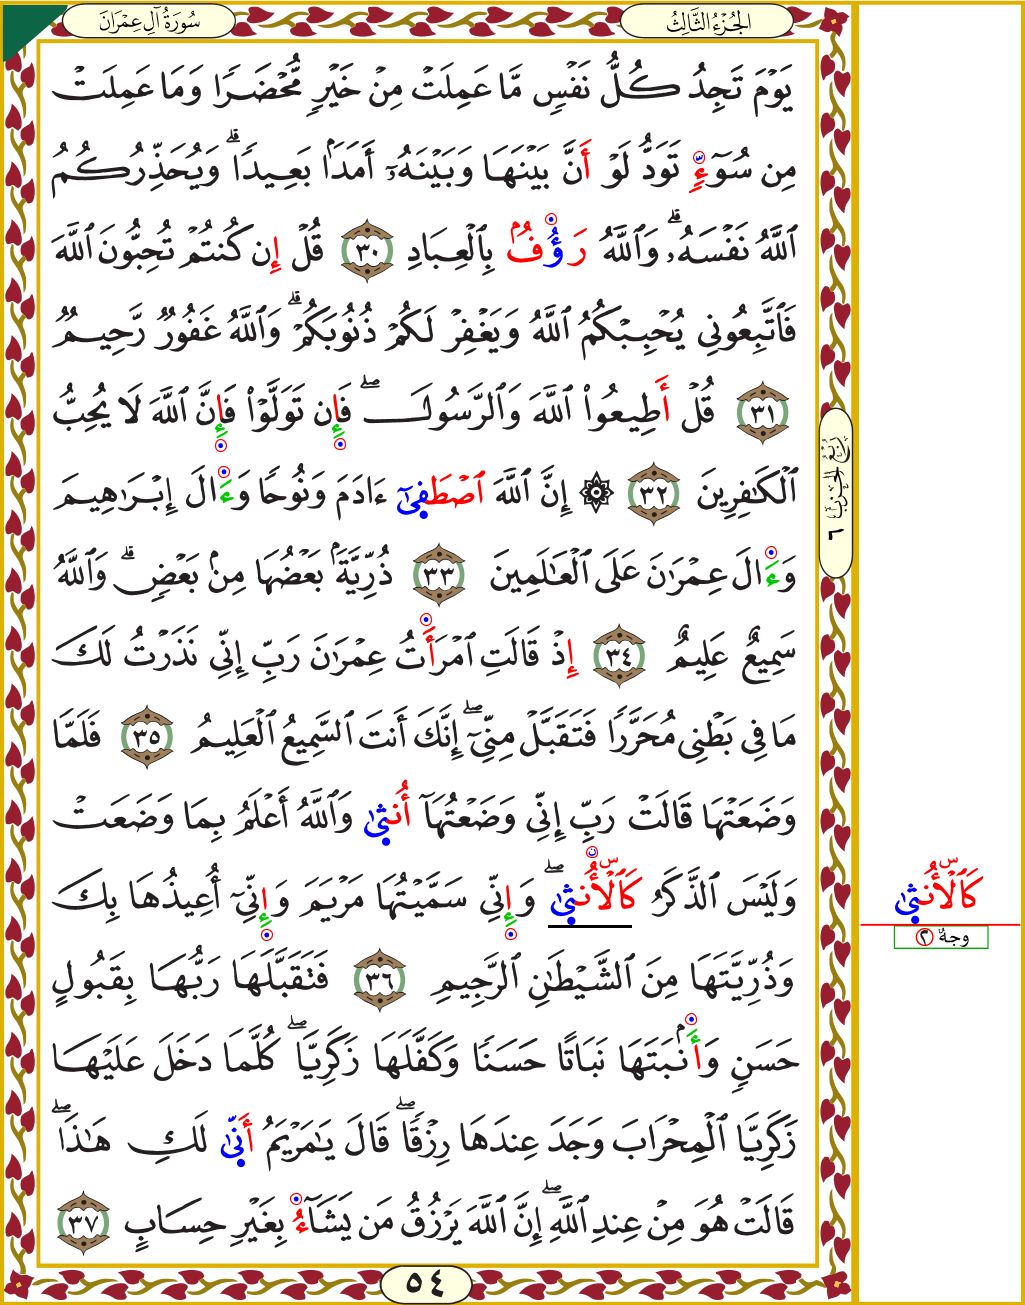 سُورَةُ آلِ عِمْرَانَ
الجُزْءُ الثَّالِثُ
يَوْمَ تَجِدُ كُلُّ نَفْسٍ مَّا عَمِلَتْ مِنْ خَيْرٍ مُّحْضَرًا وَمَا عَمِلَتْ
مِن سُوٓءٍ تَوَدُّ لَوْ أَنَّ بَيْنَهَا وَبَيْنَهُۥٓ أَمَدَۢا بَعِيدًا ۗ وَيُحَذِّرُكُمُ
ٱللَّهُ نَفْسَهُۥ ۗ وَٱللَّهُ رَؤُفُۢ بِٱلْعِبَادِ ٣٠ قُلْ إِن كُنتُمْ تُحِبُّونَ ٱللَّهَ
فَٱتَّبِعُونِي يُحْبِبْكُمُ ٱللَّهُ وَيَغْفِرْ لَكُمْ ذُنُوبَكُمْ ۗ وَٱللَّهُ غَفُورٌ رَّحِيمٌ
٣١ قُلْ أَطِيعُوا۟ ٱللَّهَ وَٱلرَّسُولَ ۖ فَإِن تَوَلَّوْا۟ فَإِنَّ ٱللَّهَ لَا يُحِبُّ
ٱلْكَٰفِرِينَ ٣٢ ۞ إِنَّ ٱللَّهَ ٱصْطَفِىٰٓ ءَادَمَ وَنُوحًا وَءَالَ إِبْرَٰهِيمَ
وَءَالَ عِمْرَٰنَ عَلَى ٱلْعَٰلَمِينَ ٣٣ ذُرِّيَّةَۢ بَعْضُهَا مِنۢ بَعْضٍ ۗ وَٱللَّهُ
سَمِيعٌ عَلِيمٌ ٣٤ إِذْ قَالَتِ ٱمْرَأَتُ عِمْرَٰنَ رَبِّ إِنِّي نَذَرْتُ لَكَ
مَا فِي بَطْنِي مُحَرَّرًا فَتَقَبَّلْ مِنِّيٓ ۖ إِنَّكَ أَنتَ ٱلسَّمِيعُ ٱلْعَلِيمُ ٣٥ فَلَمَّا
وَضَعَتْهَا قَالَتْ رَبِّ إِنِّي وَضَعْتُهَآ أُنثِىٰ وَٱللَّهُ أَعْلَمُ بِمَا وَضَعَتْ
وَلَيْسَ ٱلذَّكَرُ كَٱلْأُنثِىٰ ۖ وَإِنِّي سَمَّيْتُهَا مَرْيَمَ وَإِنِّيٓ أُعِيذُهَا بِكَ
وَذُرِّيَّتَهَا مِنَ ٱلشَّيْطَٰنِ ٱلرَّجِيمِ ٣٦ فَتَقَبَّلَهَا رَبُّهَا بِقَبُولٍ
حَسَنٍ وَأَنۢبَتَهَا نَبَاتًا حَسَنًا وَكَفَّلَهَا زَكَرِيَّا ۖ كُلَّمَا دَخَلَ عَلَيْهَا
زَكَرِيَّا ٱلْمِحْرَابَ وَجَدَ عِندَهَا رِزْقًا ۖ قَالَ يَٰمَرْيَمُ أَنِّىٰ لَكِ هَٰذَا ۖ
قَالَتْ هُوَ مِنْ عِندِ ٱللَّهِ ۖ إِنَّ ٱللَّهَ يَرْزُقُ مَن يَشَآءُ بِغَيْرِ حِسَابٍ ٣٧
٥٤
رُبْعُ الحِزْبِ ٦
كَٱلْأُنثِىٰ
وجهٌ ٢